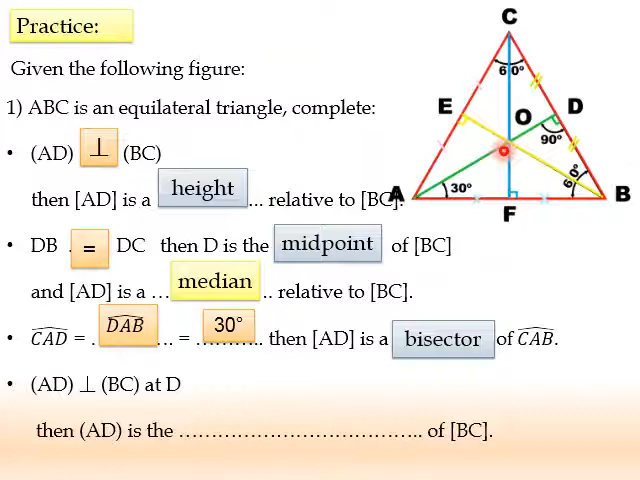 Practice:
Given the following figure:
1) ABC is an equilateral triangle, complete:
• (AD) ⊥ (BC)
then [AD] is a height ... relative to [BC].
• DB . = DC then D is the midpoint of [BC]
and [AD] is a … median .. relative to [BC].
• CAD = . DAB … = 30° ……….. then [AD] is a bisector of CAB.
• (AD) ⊥ (BC) at D
then (AD) is the ……………………………….. of [BC].
C
60°
E
D
O
90°
A
30°
60°
B
F